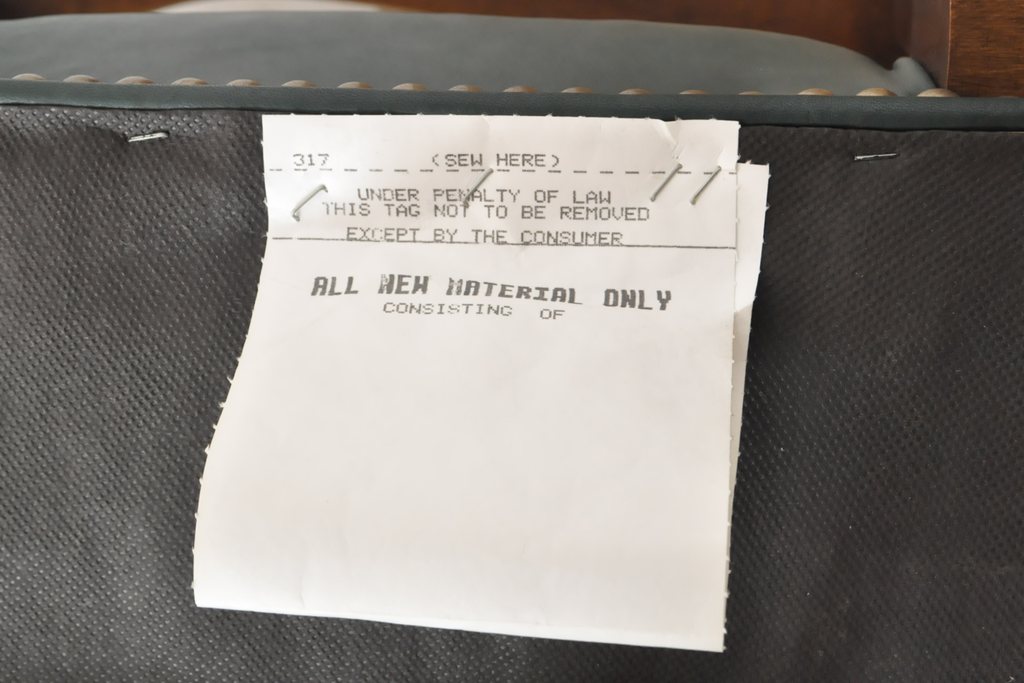 317 (SEW HERE)
UNDER PENALTY OF LAW
THIS TAG NOT TO BE REMOVED
EXCEPT BY THE CONSUMER
ALL NEW MATERIAL ONLY
CONSISTING OF